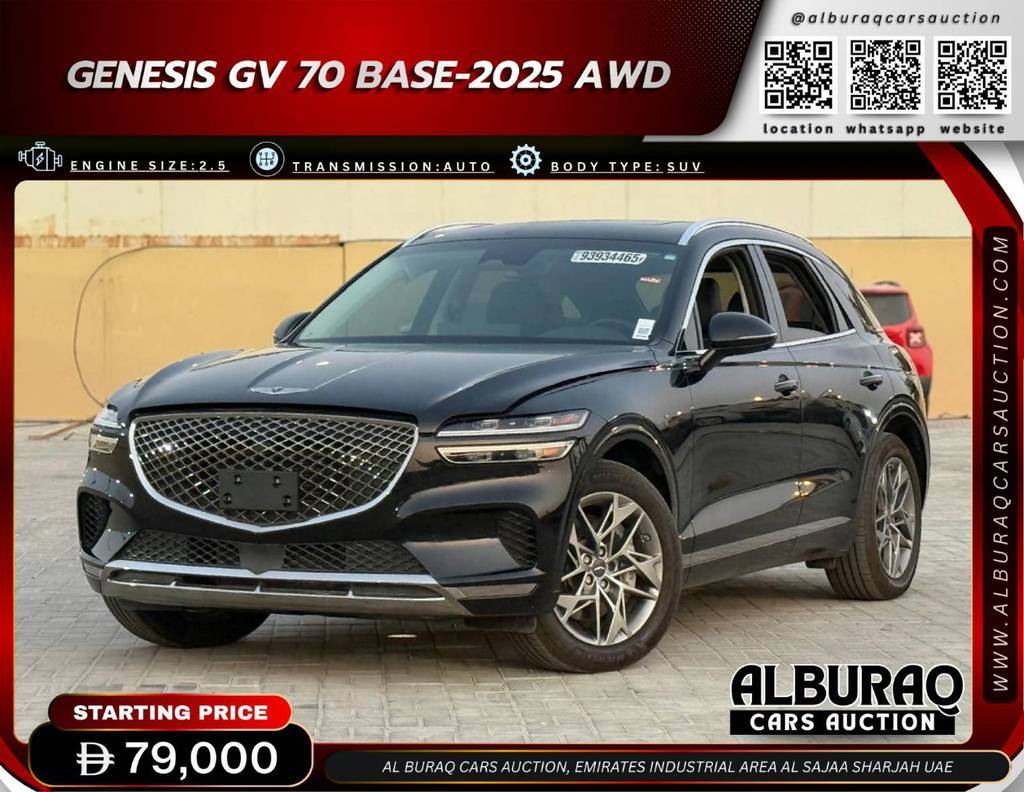 @alburaqcarsauction
GENESIS GV 70 BASE-2025 AWD
location whatsapp website
ENGINE SIZE:2.5 TRANSMISSION:AUTO BODY TYPE: SUV
93934465
WWW.ALBURAQCARSAUCTION.COM
ALBURAQ
CARS AUCTION
STARTING PRICE
79,000
AL BURAQ CARS AUCTION, EMIRATES INDUSTRIAL AREA AL SAJAA SHARJAH UAE